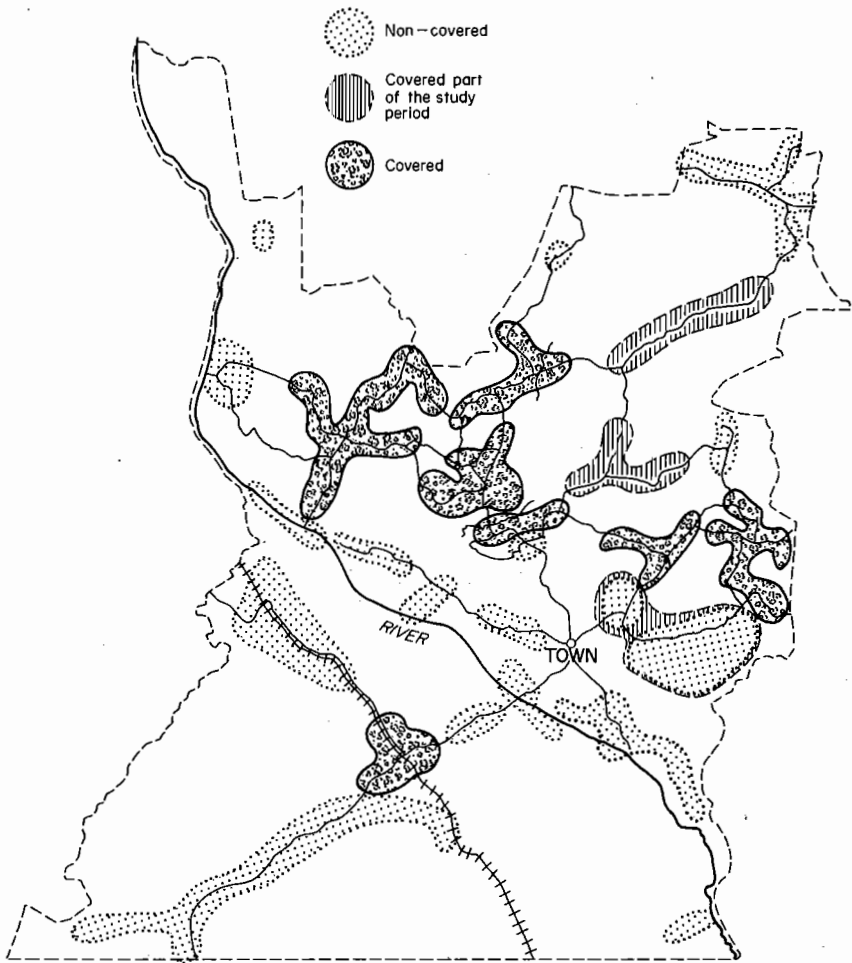 Non-covered
Covered part
of the study
period
Covered
RIVER
TOWN